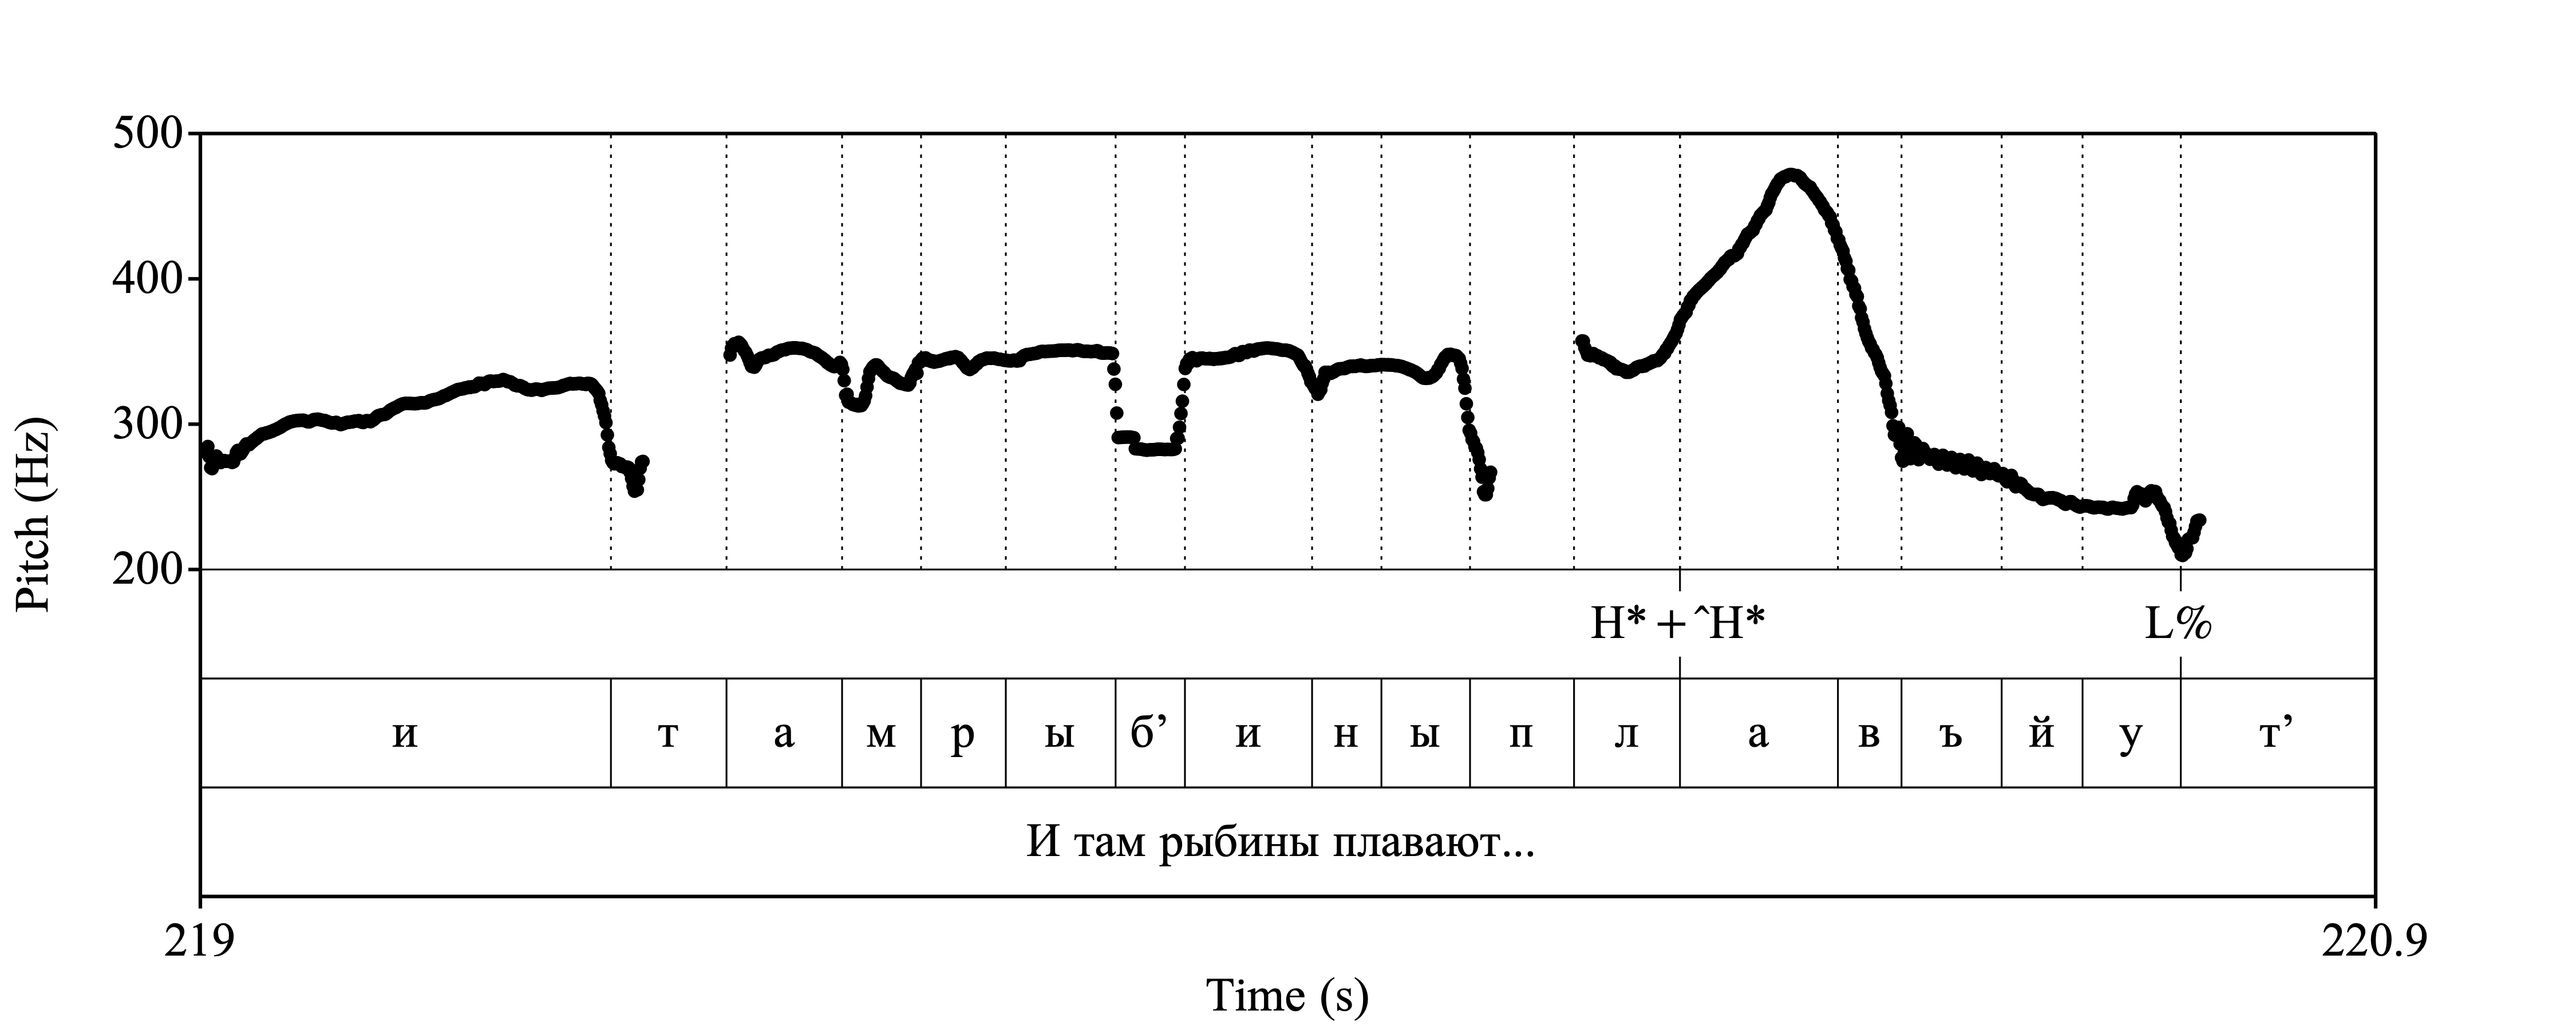 500
400
300
200
Pitch (Hz)
H* + ˆH* L%
и т а м р ы б’ и н ы п л а в ъ й у т’
И там рыбины плавают...
219 220.9
Time (s)